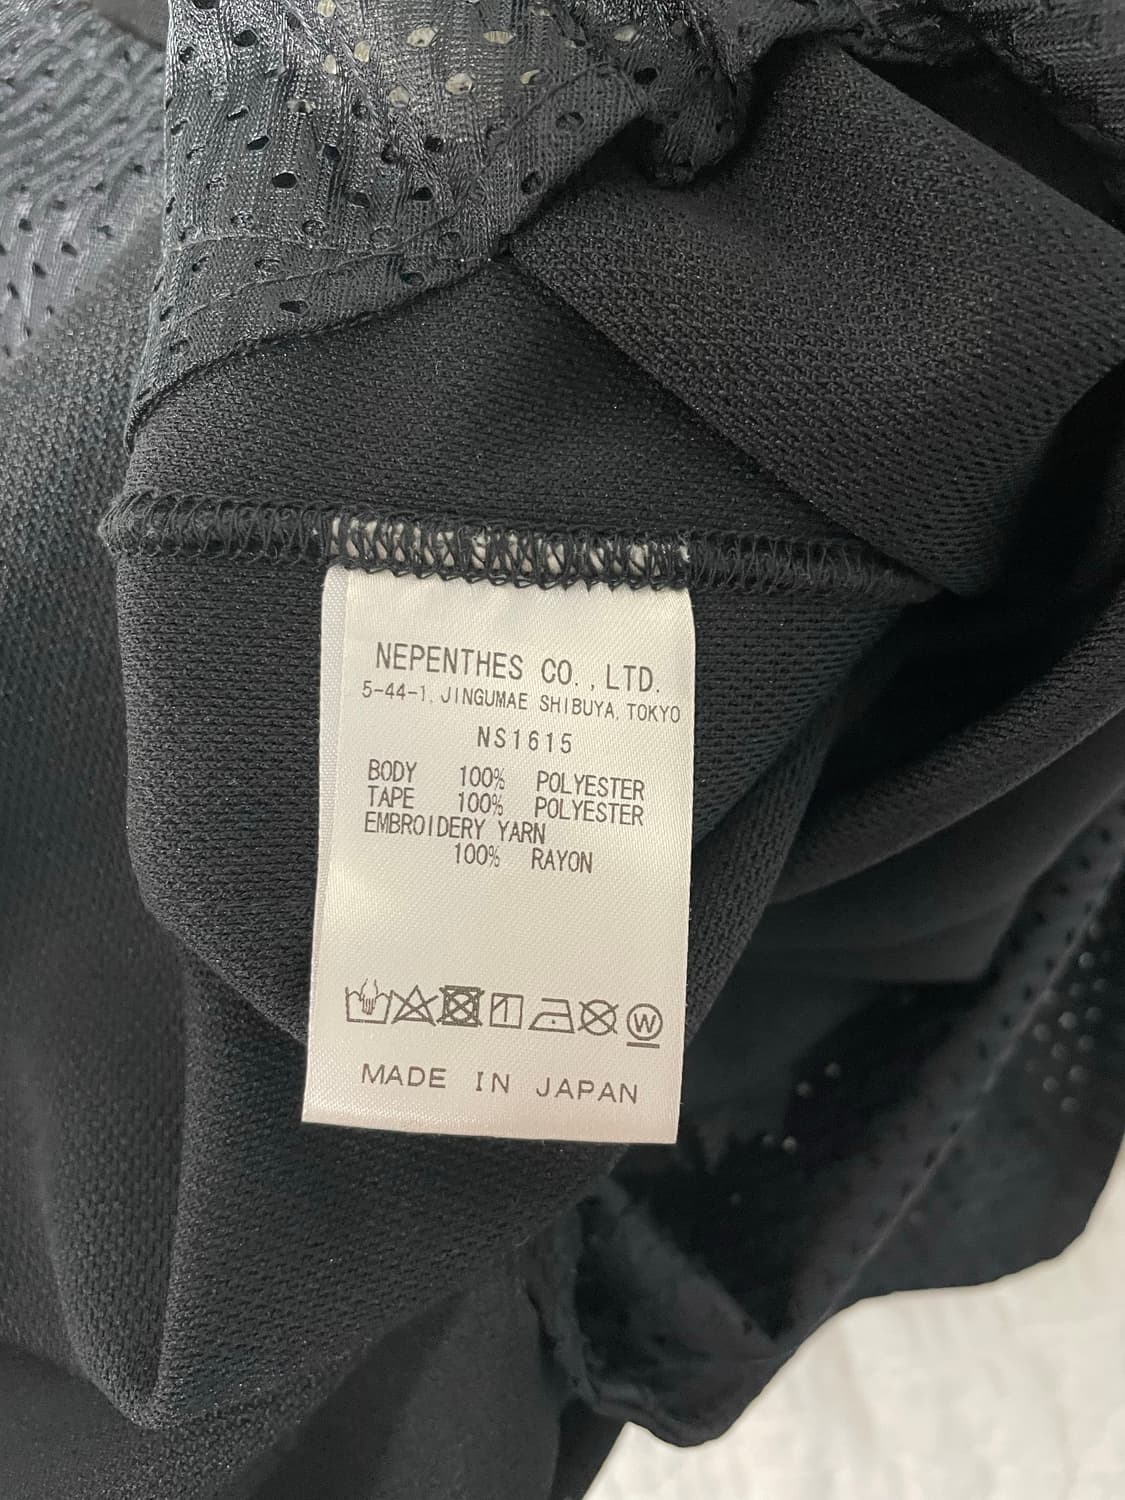 NEPENTHES CO.,LTD.
5-44-1, JINGUMAE SHIBUYA, TOKYO
NS1615
BODY 100% POLYESTER
TAPE 100% POLYESTER
EMBROIDERY YARN
100% RAYON
W
MADE IN JAPAN